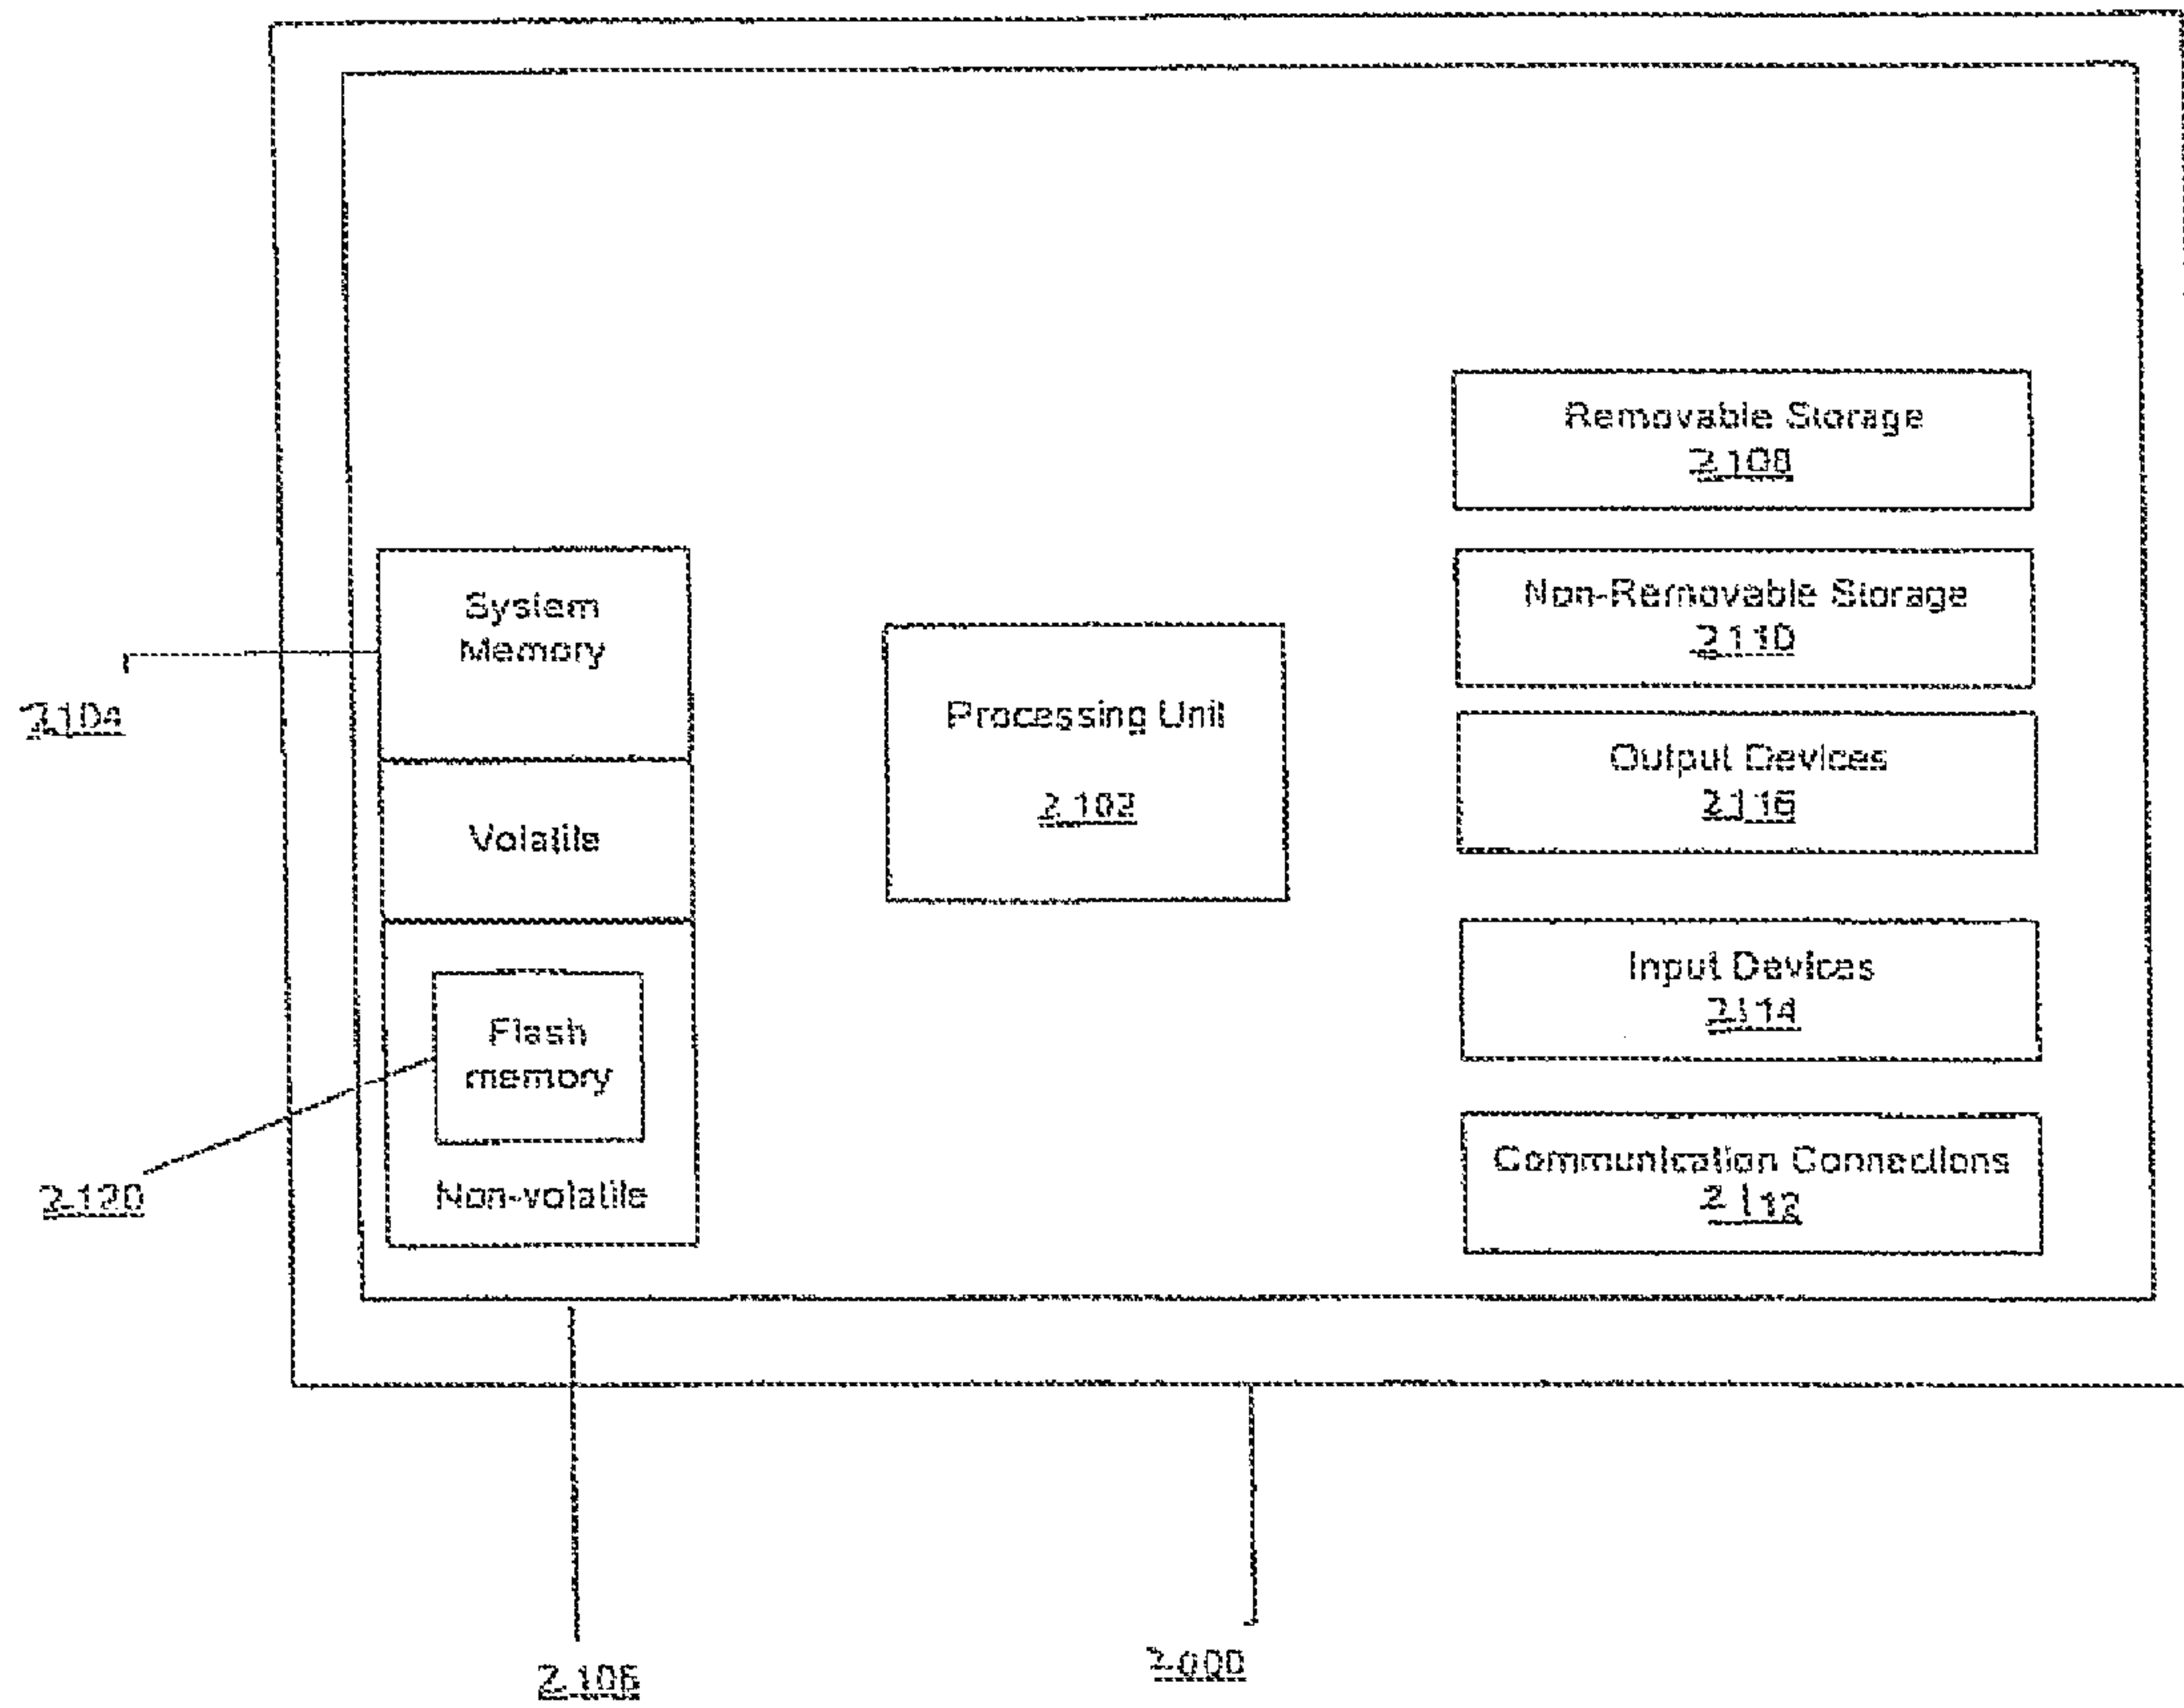 Removable Storage
2108
System
Memory
Non-Removable Storage
2110
2104
Processing Unit
2102
Output Devices
2116
Volatile
Input Devices
2114
Flash
memory
Communication Connections
2112
2120
Non-volatile
2106
2000